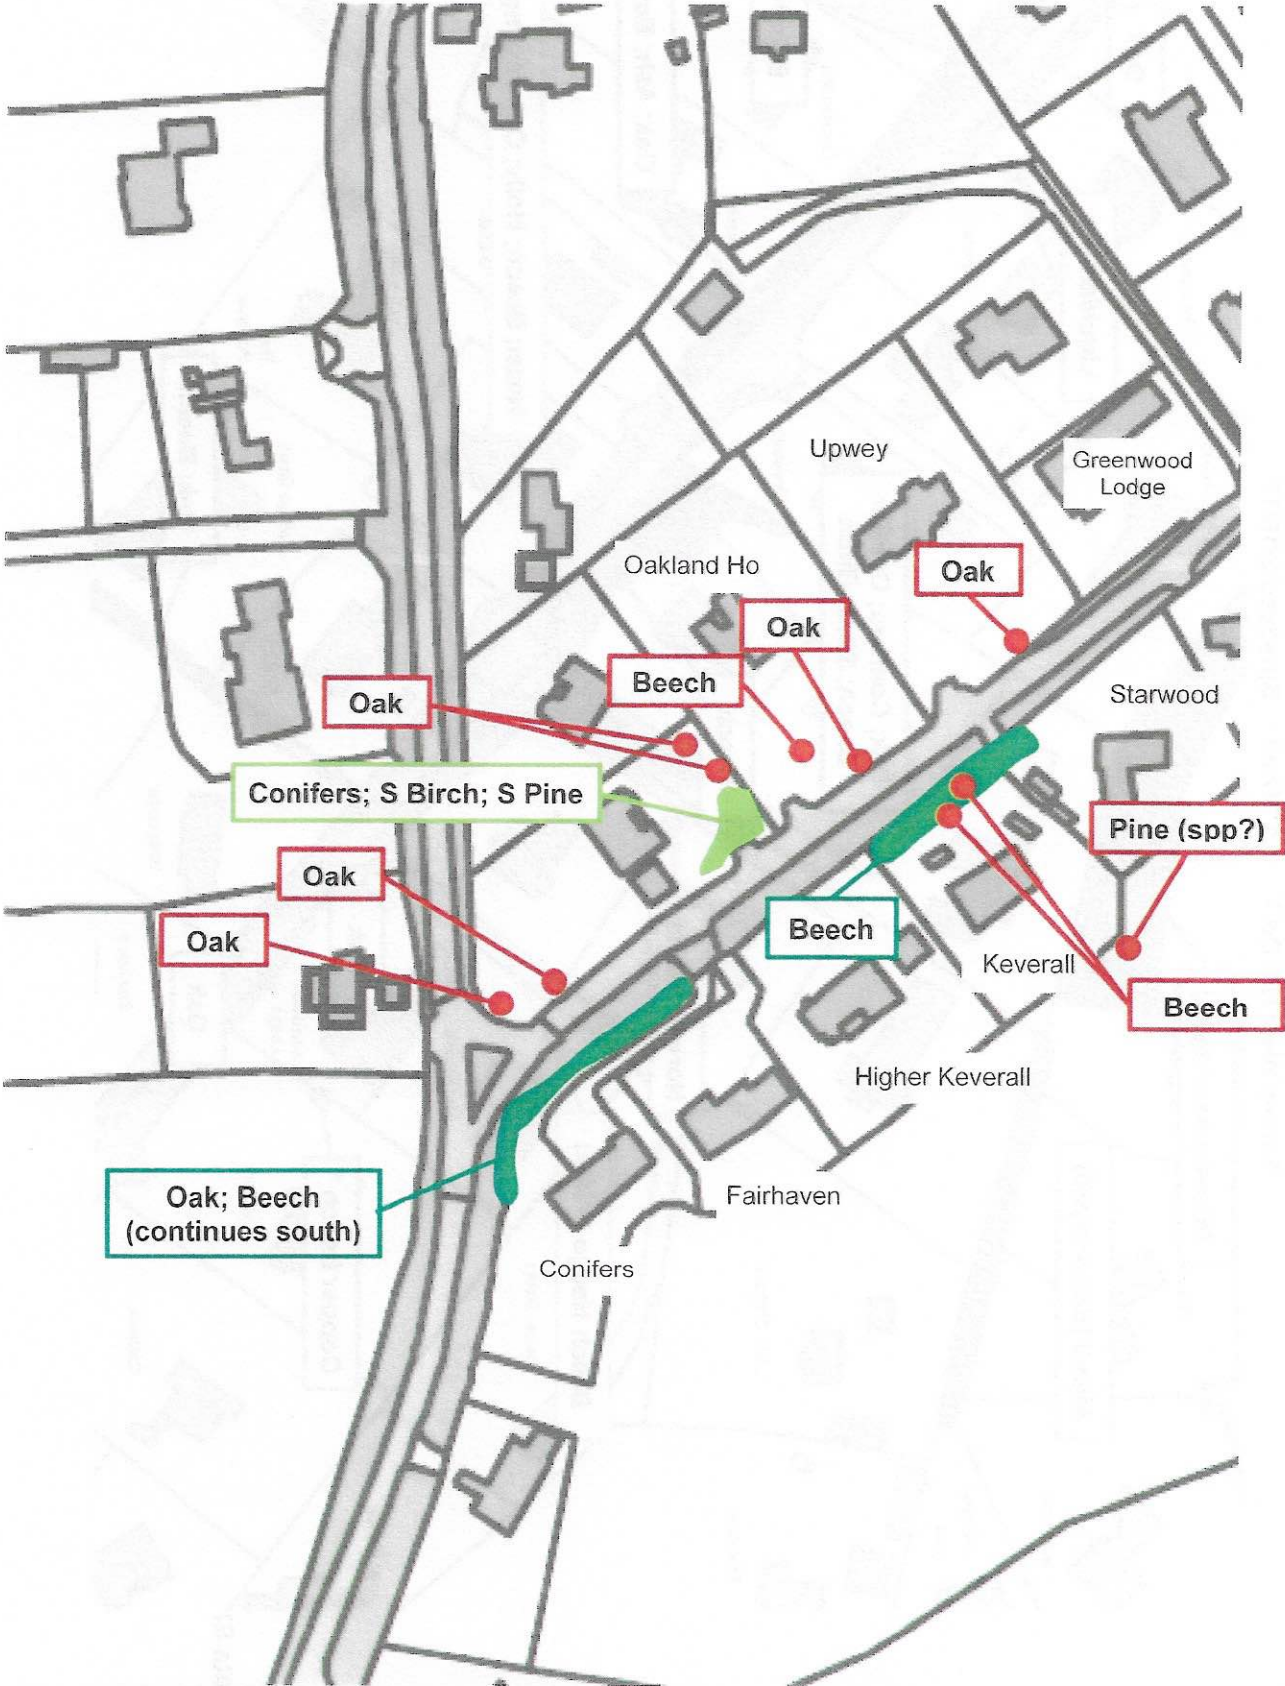 Upwey
Greenwood
Lodge
Oakland Ho
Oak
Oak
Beech
Starwood
Oak
Conifers; S Birch; S Pine
Pine (spp?)
Oak
Beech
Oak
Keverall
Beech
Higher Keverall
Oak; Beech
(continues south)
Fairhaven
Conifers